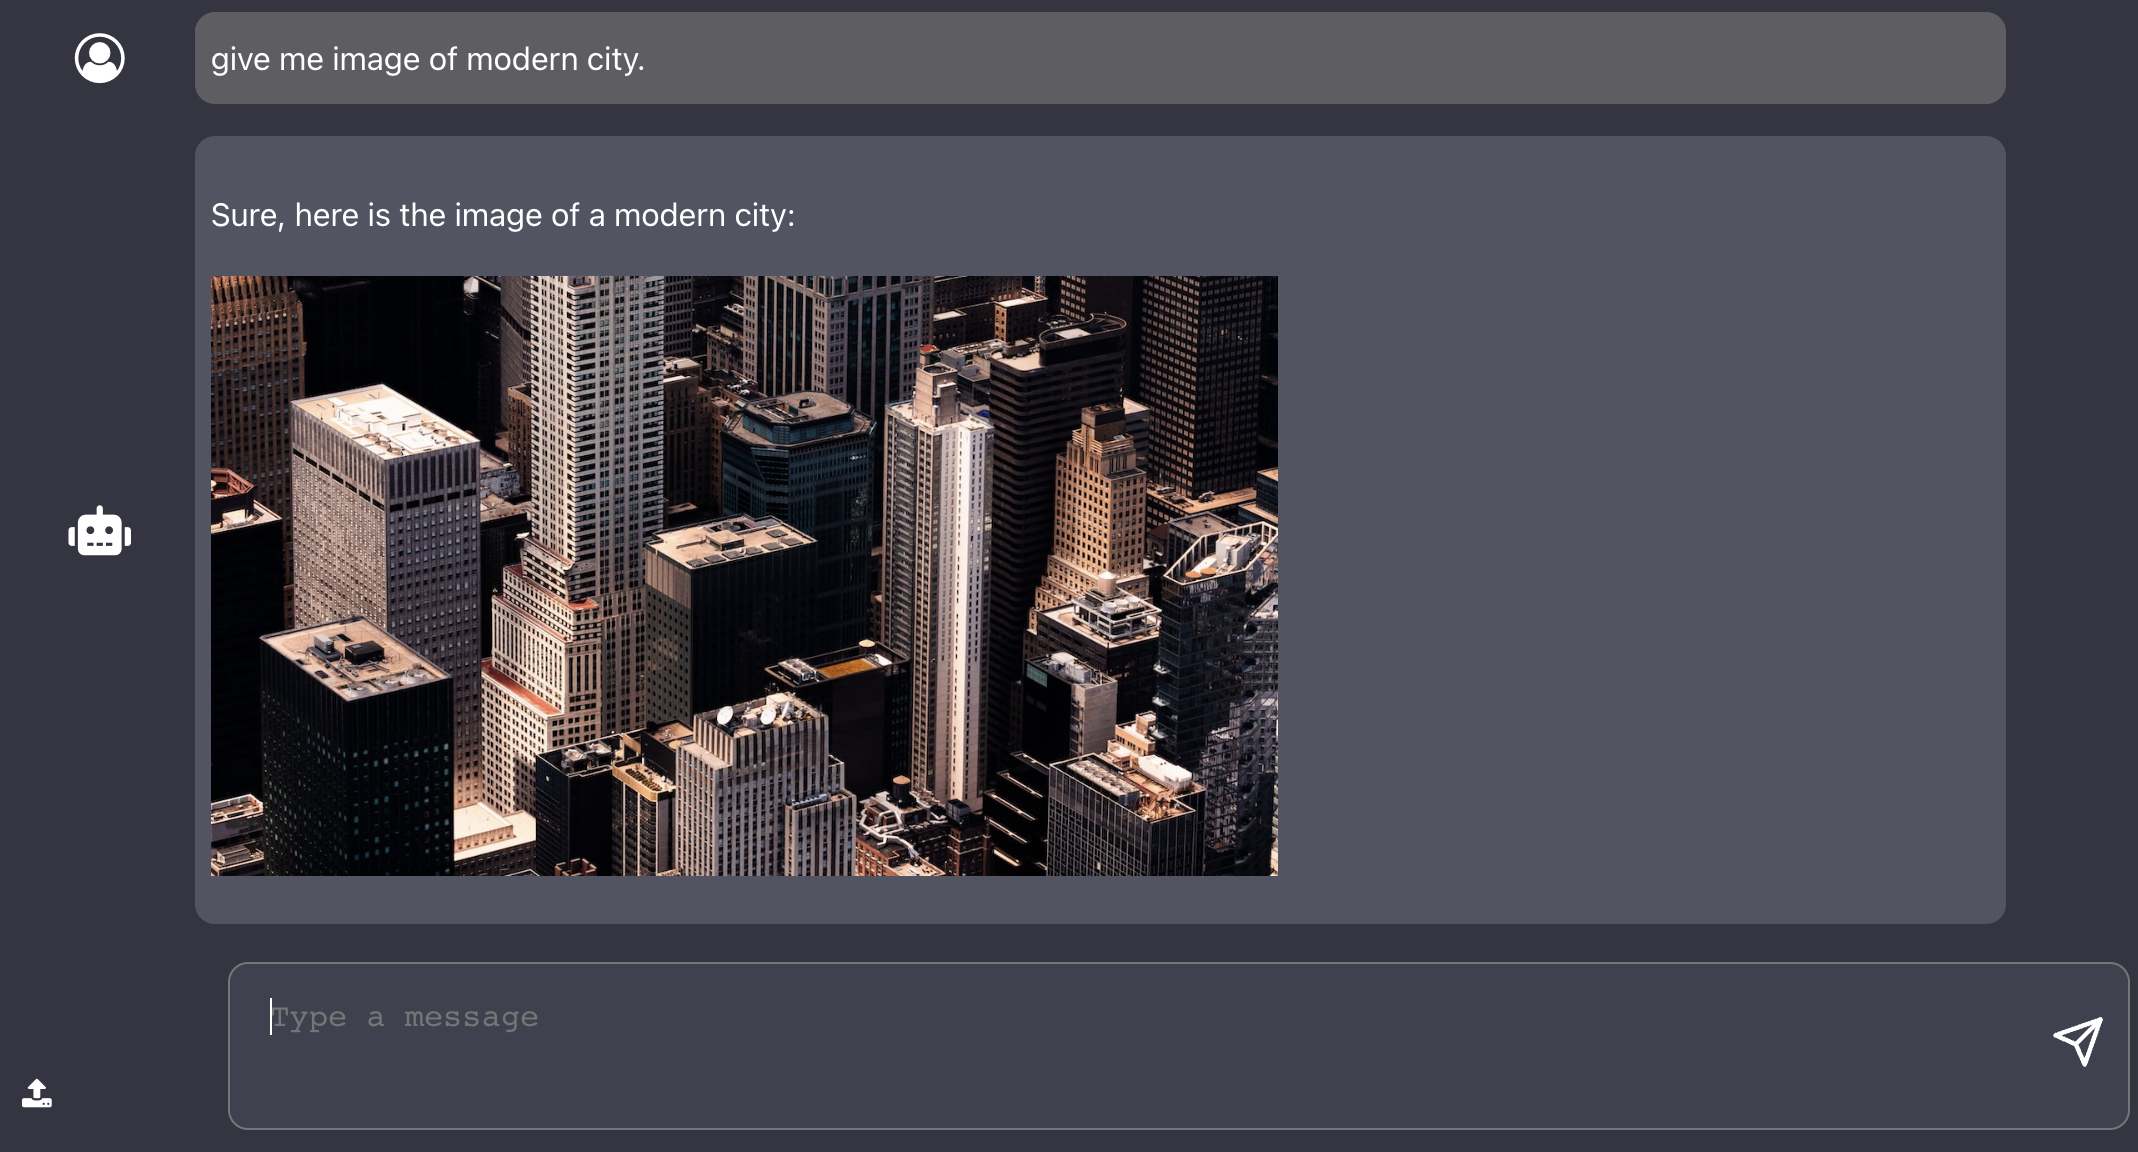 give me image of modern city.
Sure, here is the image of a modern city:
Type a message